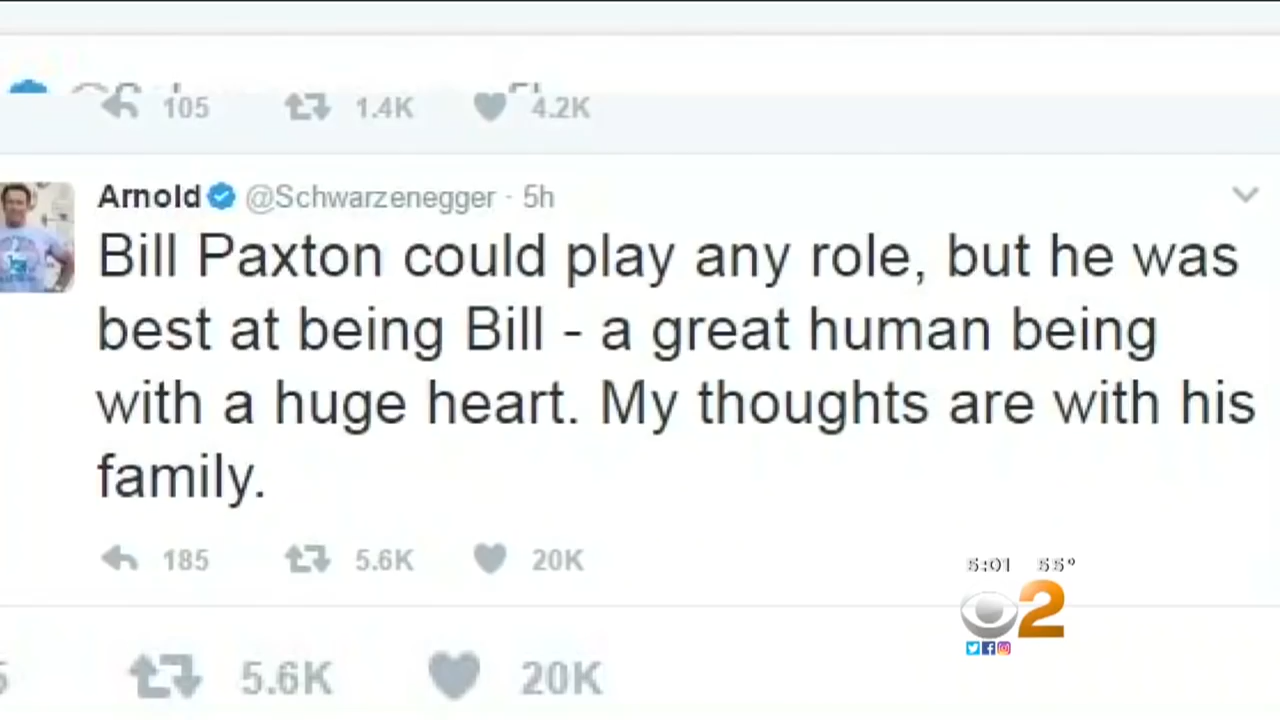 105 1.4K 4.2K
Arnold @Schwarzenegger · 5h
Bill Paxton could play any role, but he was
best at being Bill - a great human being
with a huge heart. My thoughts are with his
family.
185 5.6K 20K
5:01 55°
2
5.6K 20K